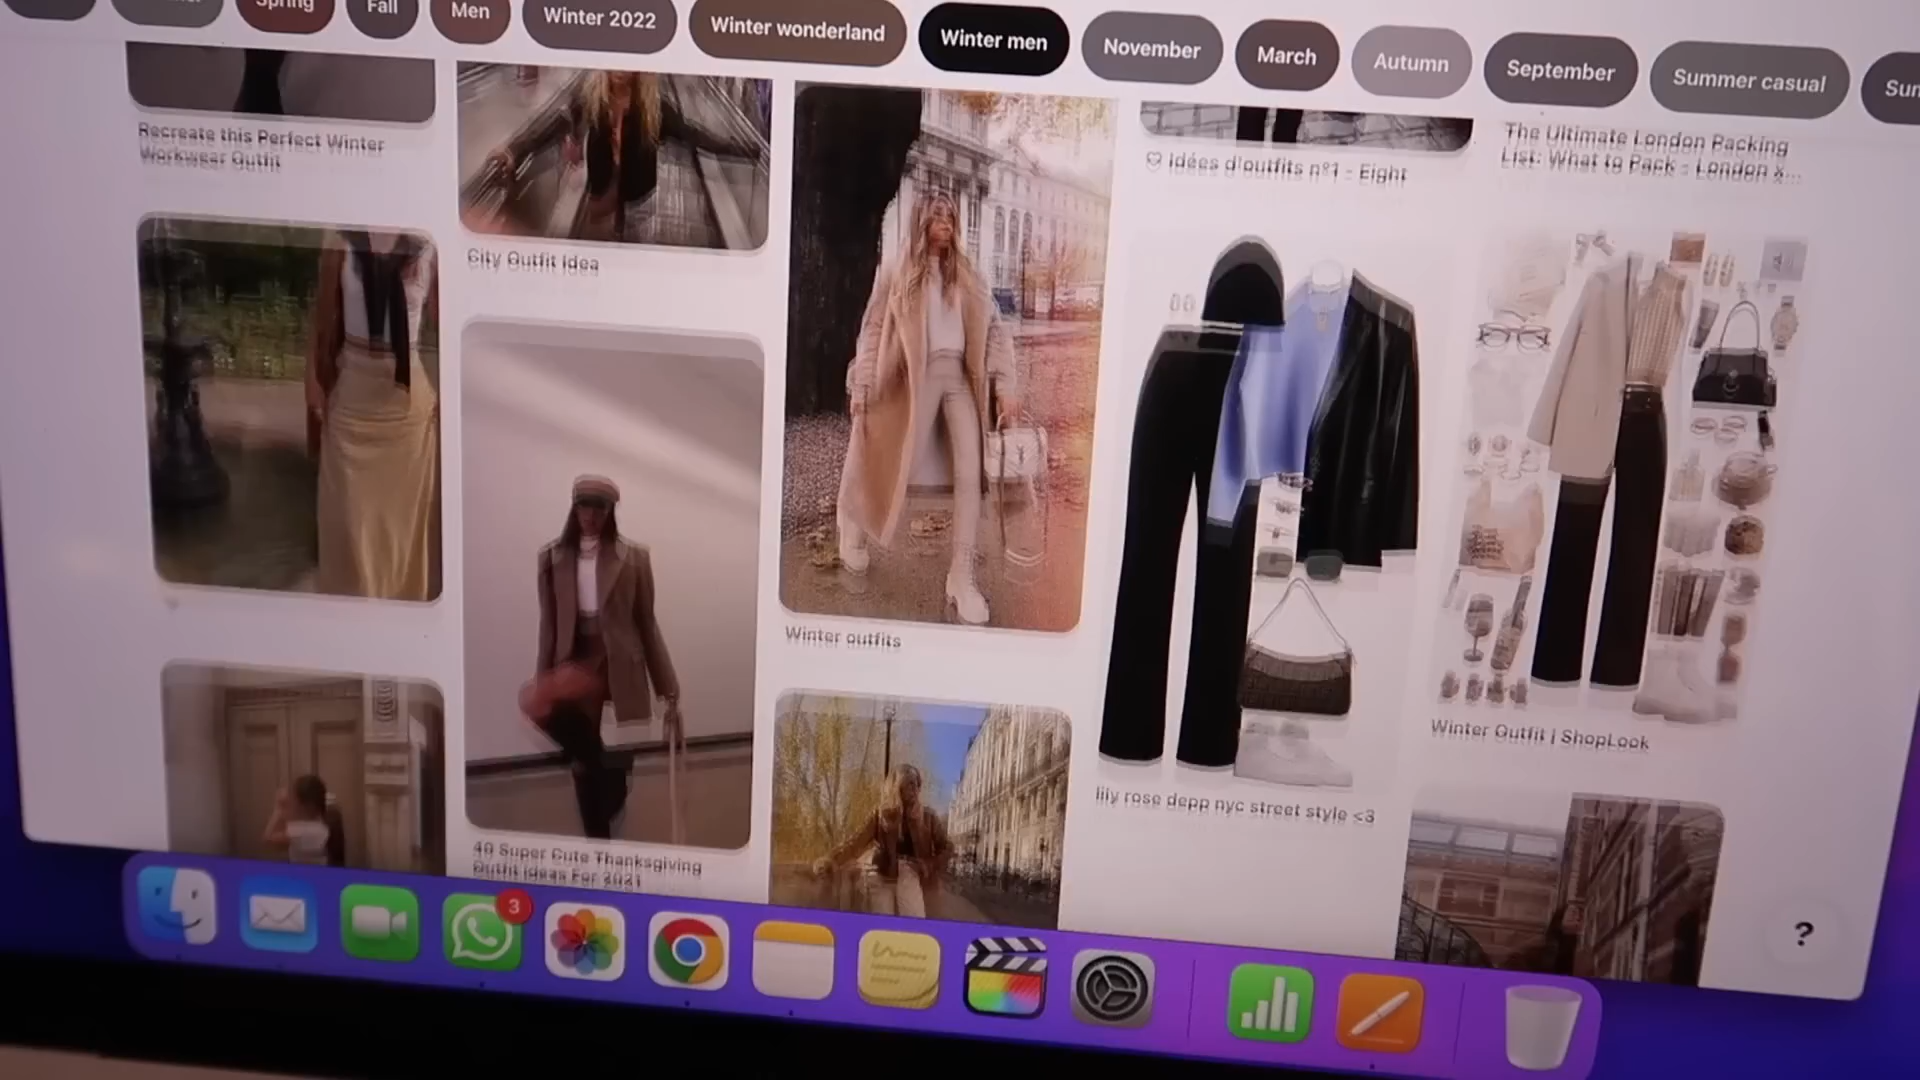 Spring
Fall
Men
Winter 2022
Winter wonderland
Winter men
November
March
Autumn
September
Summer casual
Recreate this Perfect Winter
Workwear Outfit
City Outfit Idea
Idées d'outfits n°1 - Eight
The Ultimate London Packing
List: What to Pack - London x...
Winter outfits
Winter Outfit | ShopLook
lily rose depp nyc street style <3
40 Super Cute Thanksgiving
Outfit Ideas For 2021
3
?